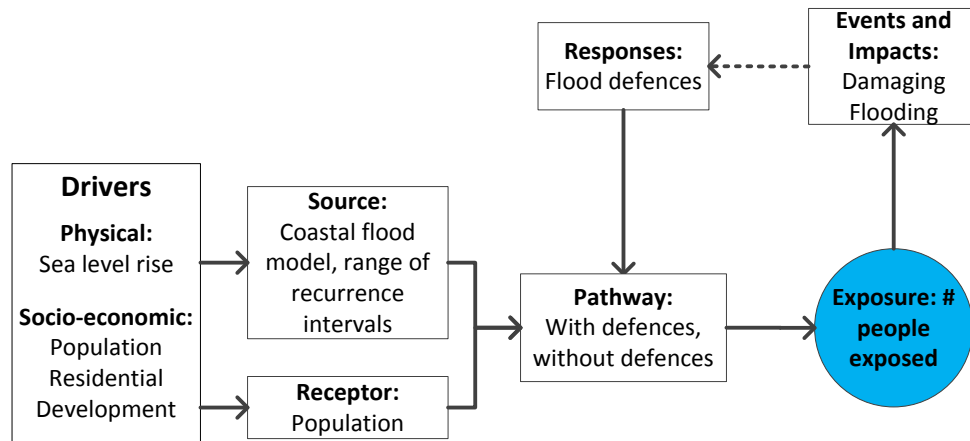 Drivers
Physical:
Sea level rise
Socio-economic:
Population
Residential
Development
Source:
Coastal flood
model, range of
recurrence
intervals
Receptor:
Population
Responses:
Flood defences
Pathway:
With defences,
without defences
Events and
Impacts:
Damaging
Flooding
Exposure: #
people
exposed